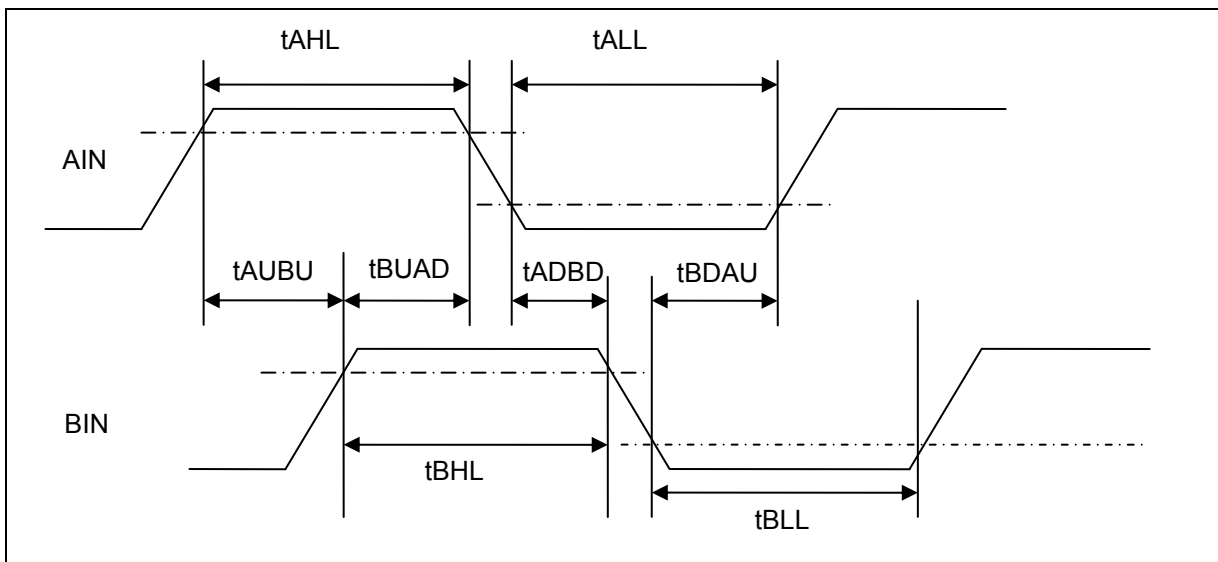 tAHL tALL
AIN
tAUBU tBUAD tADBD tBDAU
BIN
tBHL
tBLL